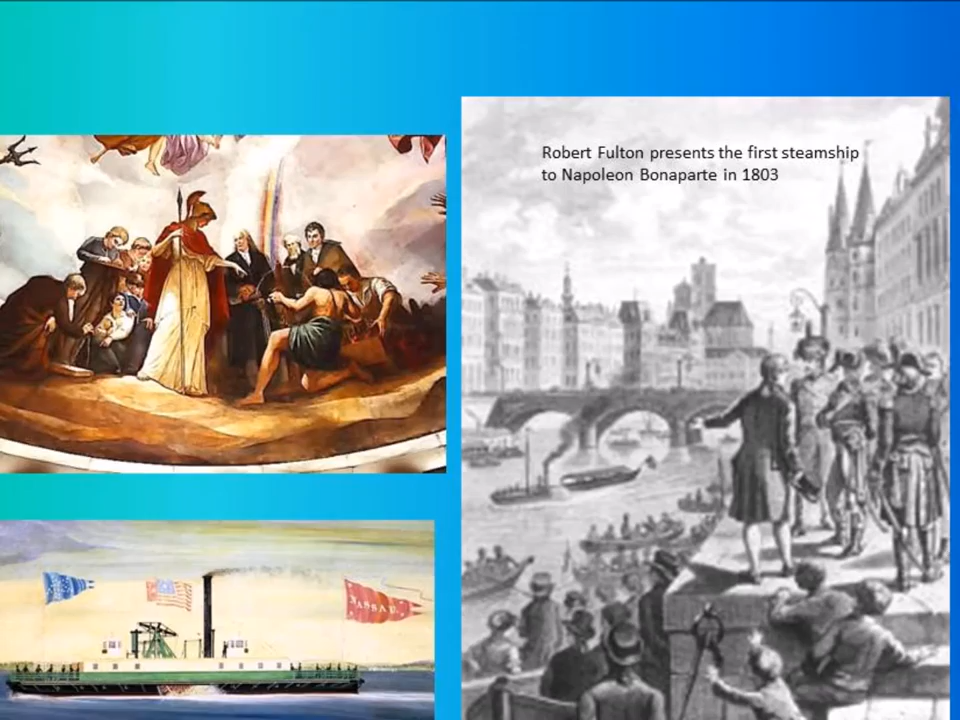 Robert Fulton presents the first steamship
to Napoleon Bonaparte in 1803
NASSAU.